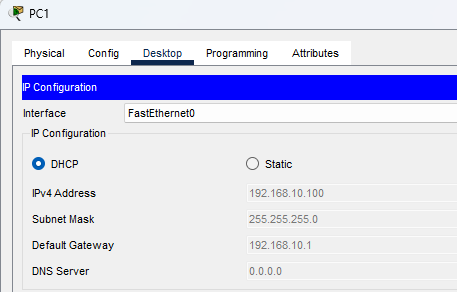 PC1
Physical Config Desktop Programming Attributes
IP Configuration
Interface FastEthernet0
IP Configuration
DHCP Static
IPv4 Address 192.168.10.100
Subnet Mask 255.255.255.0
Default Gateway 192.168.10.1
DNS Server 0.0.0.0